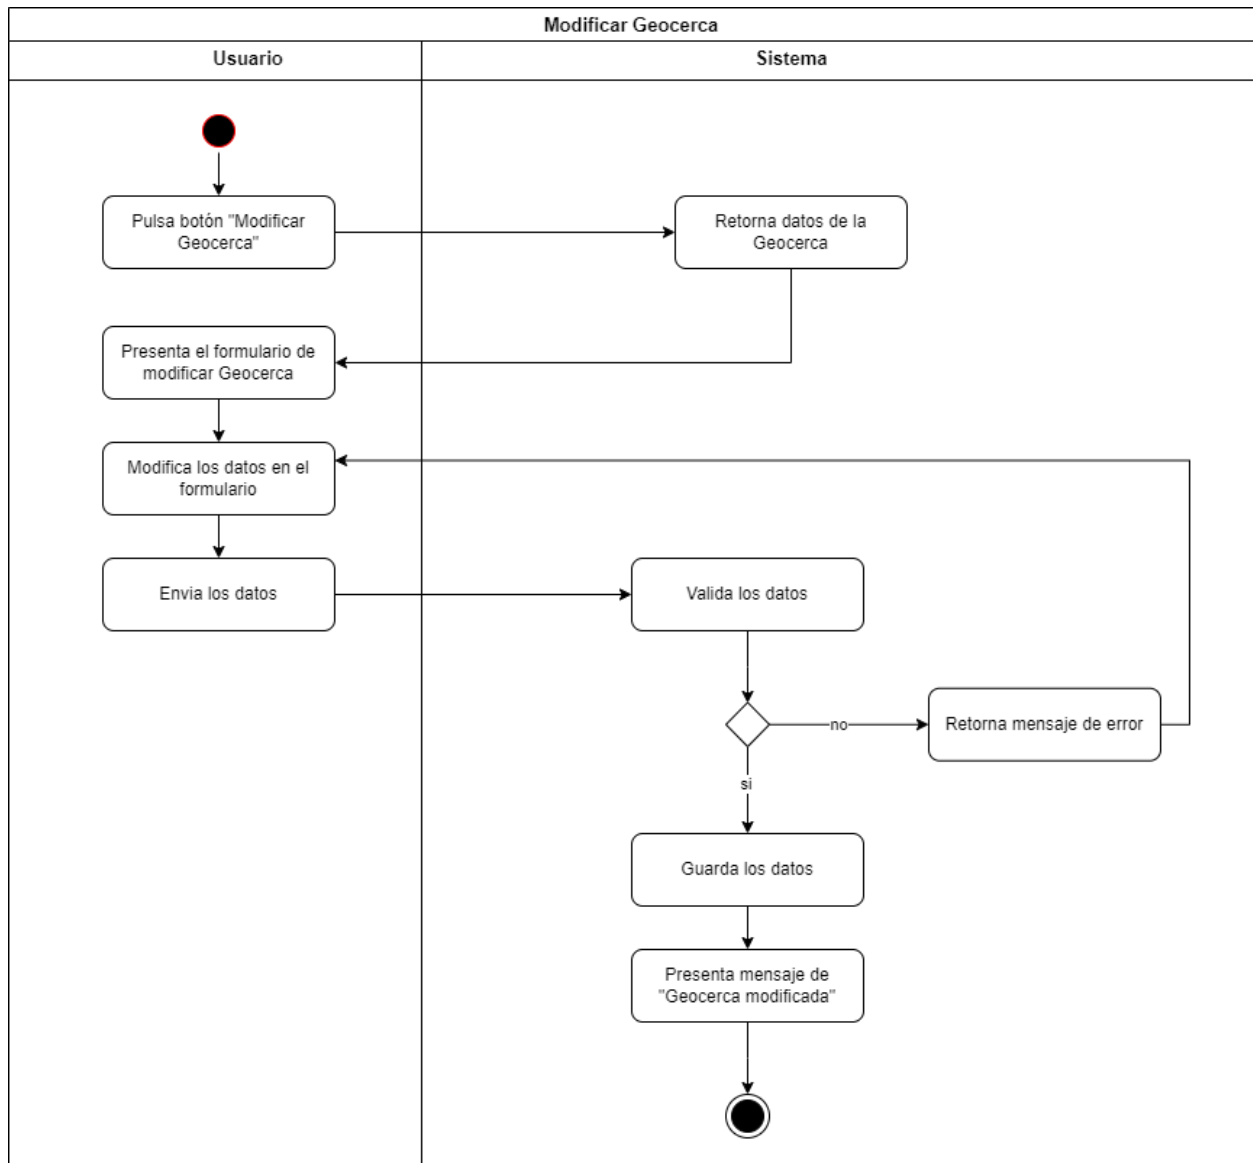 Modificar Geocerca
Usuario
Sistema
Pulsa botón "Modificar
Geocerca"
Retorna datos de la
Geocerca
Presenta el formulario de
modificar Geocerca
Modifica los datos en el
formulario
Envia los datos
Valida los datos
no
Retorna mensaje de error
si
Guarda los datos
Presenta mensaje de
"Geocerca modificada"